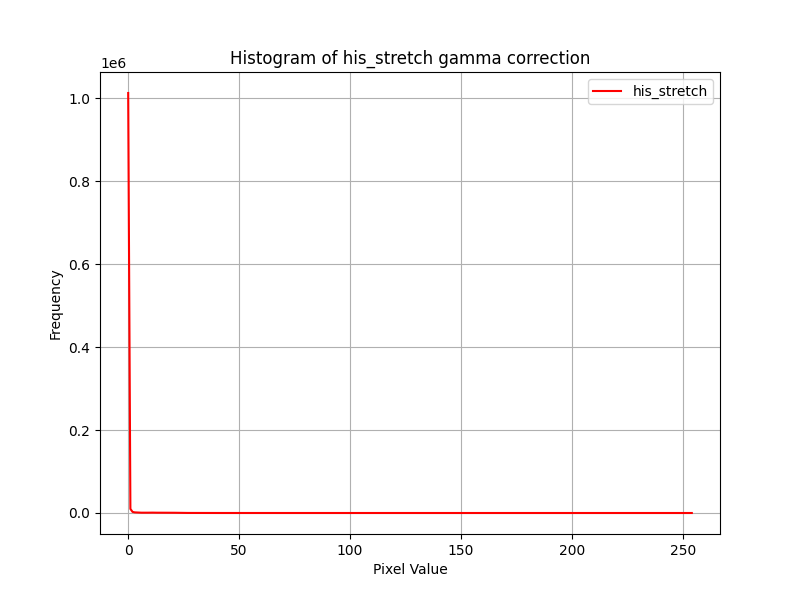 Histogram of his_stretch gamma correction
1e6
his_stretch
1.0
0.8
0.6
0.4
0.2
0.0
Frequency
0 50 100 150 200 250
Pixel Value